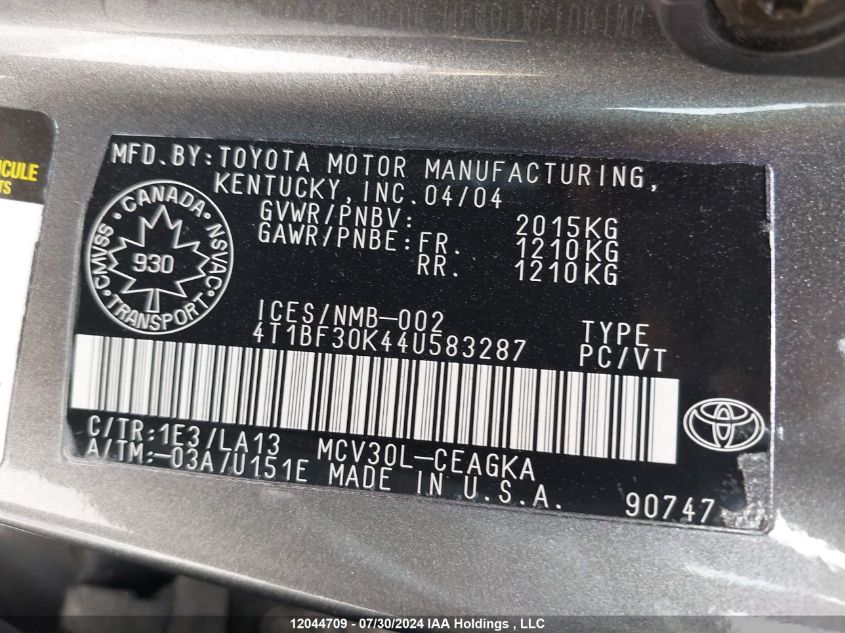 ICULE
TS
MFD.BY:TOYOTA MOTOR MANUFACTURING,
KENTUCKY,INC.04/04
GVWR/PNBV: 2015KG
GAWR/PNBE:FR. 1210KG
RR. 1210KG
CANADA
CMVSS 930 NSVAC
TRANSPORT
ICES/NMB-002
4T1BF30K44U583287
TYPE
PC/VT
C/TR:1E3/LA13 MCV30L-CEAGKA
A/TM:-03A/U151E MADE IN U.S.A.
90747
12044709 - 07/30/2024 IAA Holdings , LLC